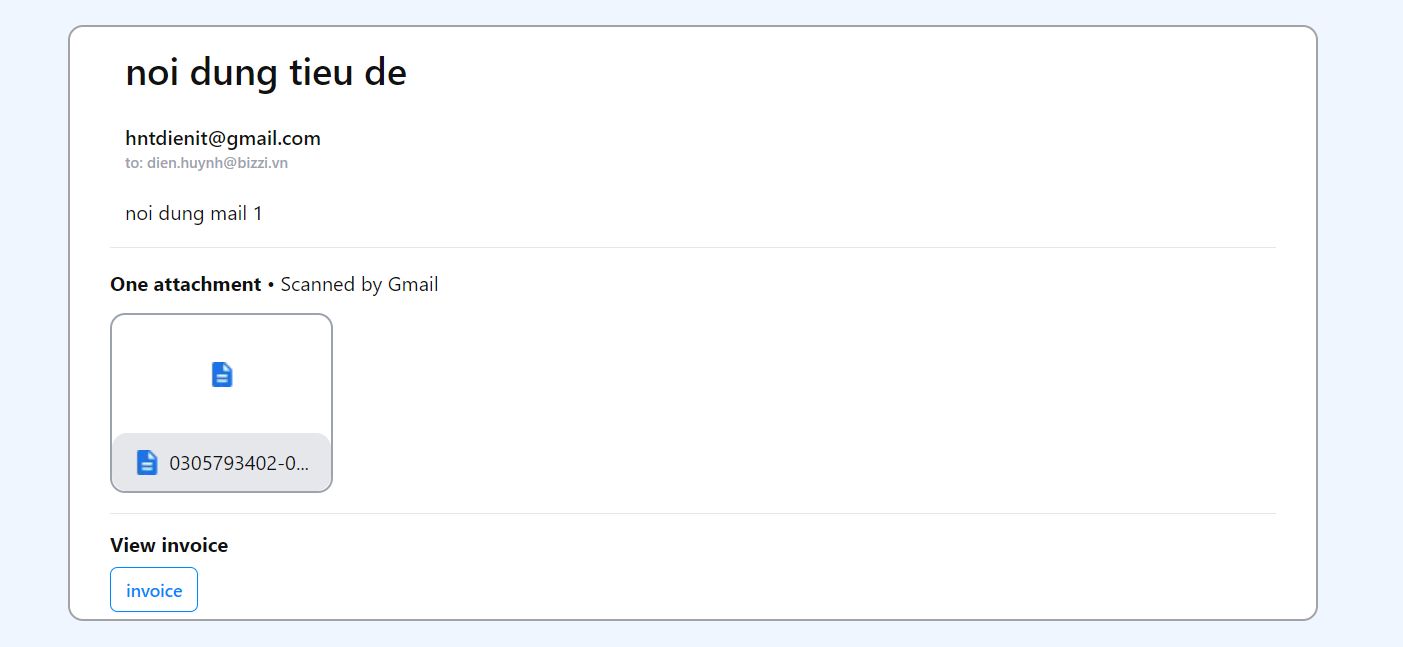 noi dung tieu de
hntdienit@gmail.com
to: dien.huynh@bizzi.vn
noi dung mail 1
One attachment • Scanned by Gmail
0305793402-0...
View invoice
invoice